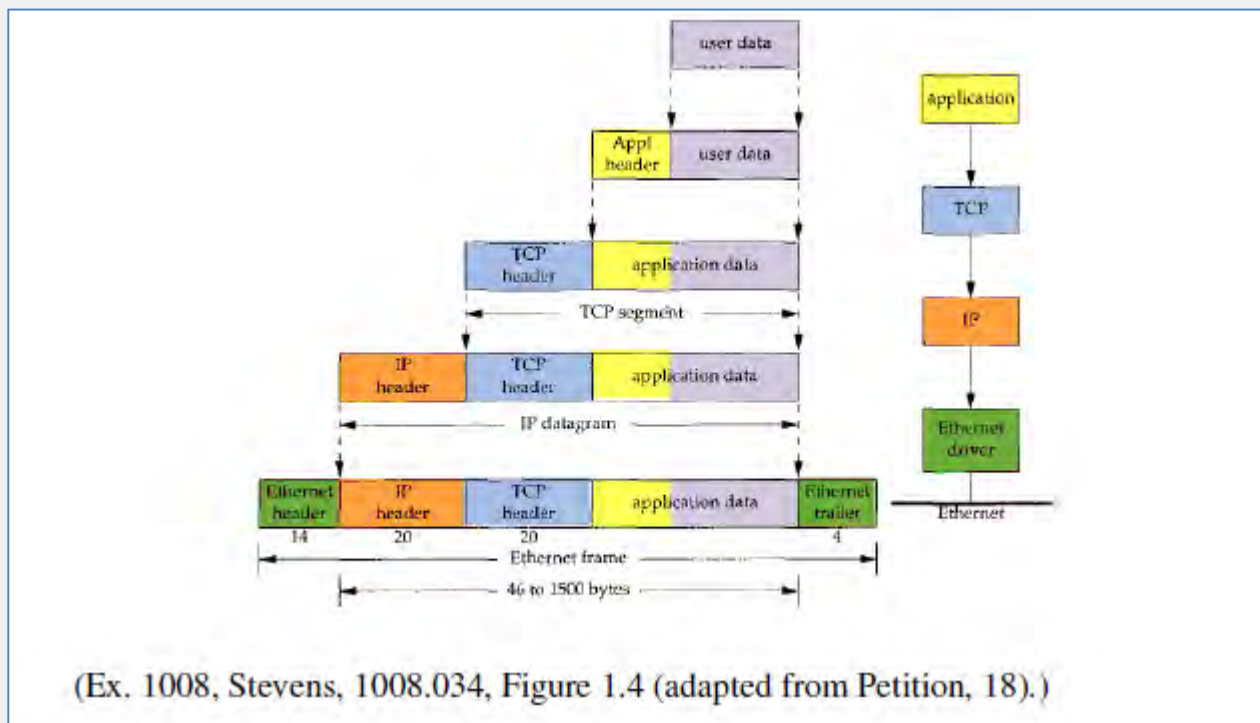 user data
application
Appl
header
user data
TCP
TCP
header
application data
TCP segment
IP
IP
header
TCP
header
application data
IP datagram
Ethernet
driver
Ethernet
header
IP
header
TCP
header
application data
Ethernet
trailer
Ethernet
14
20
20
4
Ethernet frame
46 to 1500 bytes
(Ex. 1008, Stevens, 1008.034, Figure 1.4 (adapted from Petition, 18).)